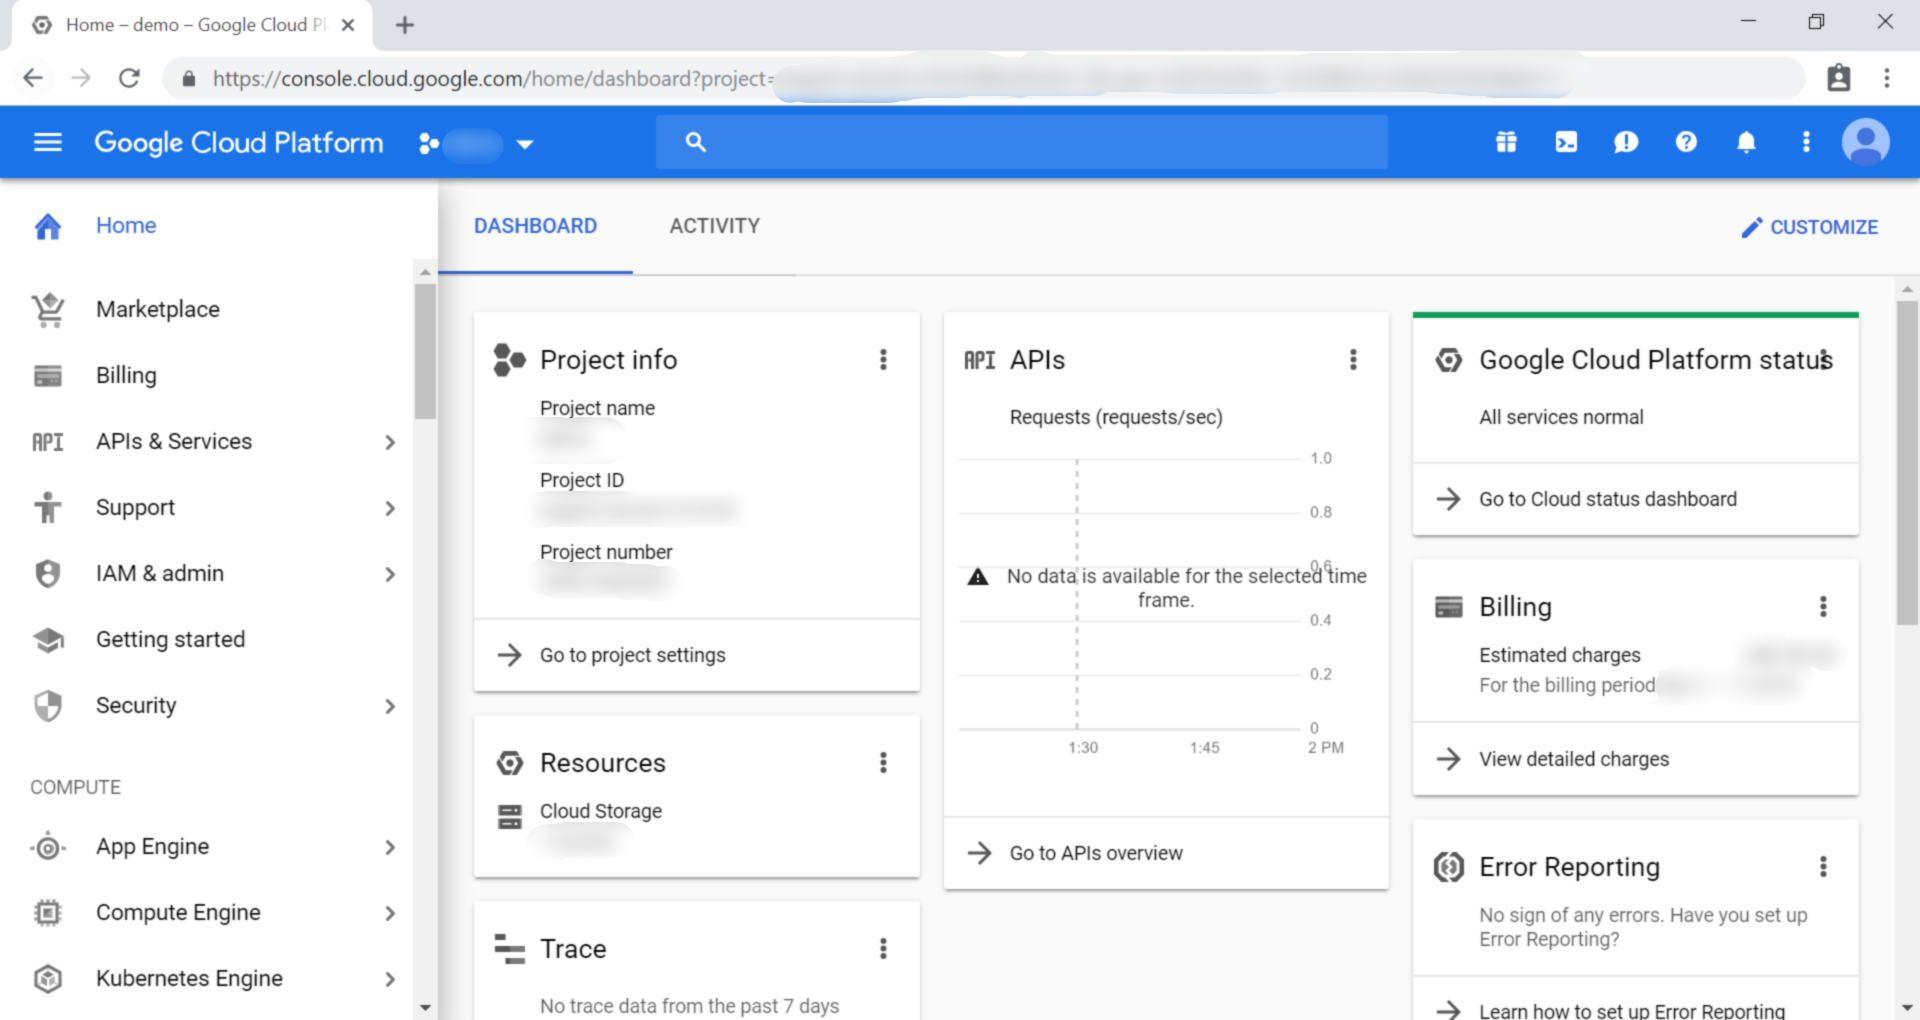 Home – demo – Google Cloud Pl
https://console.cloud.google.com/home/dashboard?project=
Google Cloud Platform
Home
Marketplace
Billing
API APIs & Services
Support
IAM & admin
Getting started
Security
COMPUTE
App Engine
Compute Engine
Kubernetes Engine
DASHBOARD
ACTIVITY
CUSTOMIZE
Project info
Project name
Project ID
Project number
Go to project settings
Resources
Cloud Storage
Trace
No trace data from the past 7 days
API APIs
Requests (requests/sec)
1.0
0.8
0.6
No data is available for the selected time
frame.
0.4
0.2
0
1:30 1:45 2 PM
Go to APIs overview
Google Cloud Platform status
All services normal
Go to Cloud status dashboard
Billing
Estimated charges
For the billing period
View detailed charges
Error Reporting
No sign of any errors. Have you set up
Error Reporting?
Learn how to set up Error Reporting